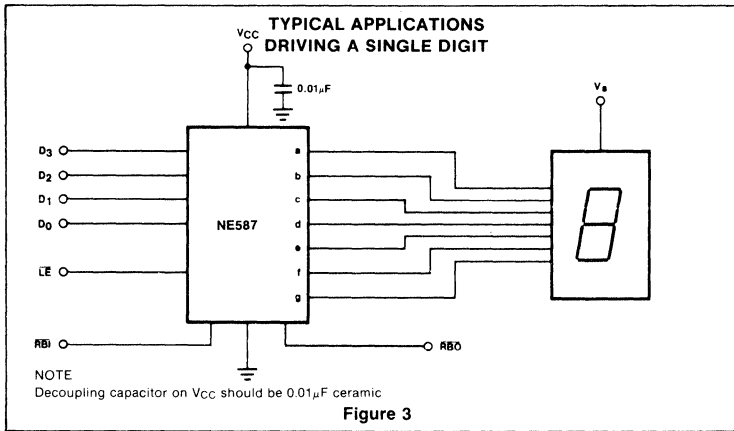 TYPICAL APPLICATIONS
DRIVING A SINGLE DIGIT
VCC
0.01μF
Vs
D3
D2
D1
D0
LE
RBI
NE587
a
b
c
d
e
f
g
RBO
NOTE
Decoupling capacitor on VCC should be 0.01μF ceramic
Figure 3